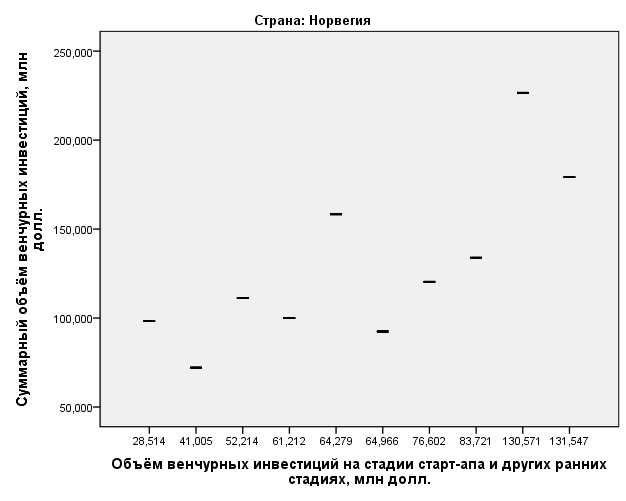 Страна: Норвегия
Суммарный объём венчурных инвестиций, млн
долл.
250,000
200,000
150,000
100,000
50,000
28,514 41,005 52,214 61,212 64,279 64,966 76,602 83,721 130,571 131,547
Объём венчурных инвестиций на стадии старт-апа и других ранних
стадиях, млн долл.